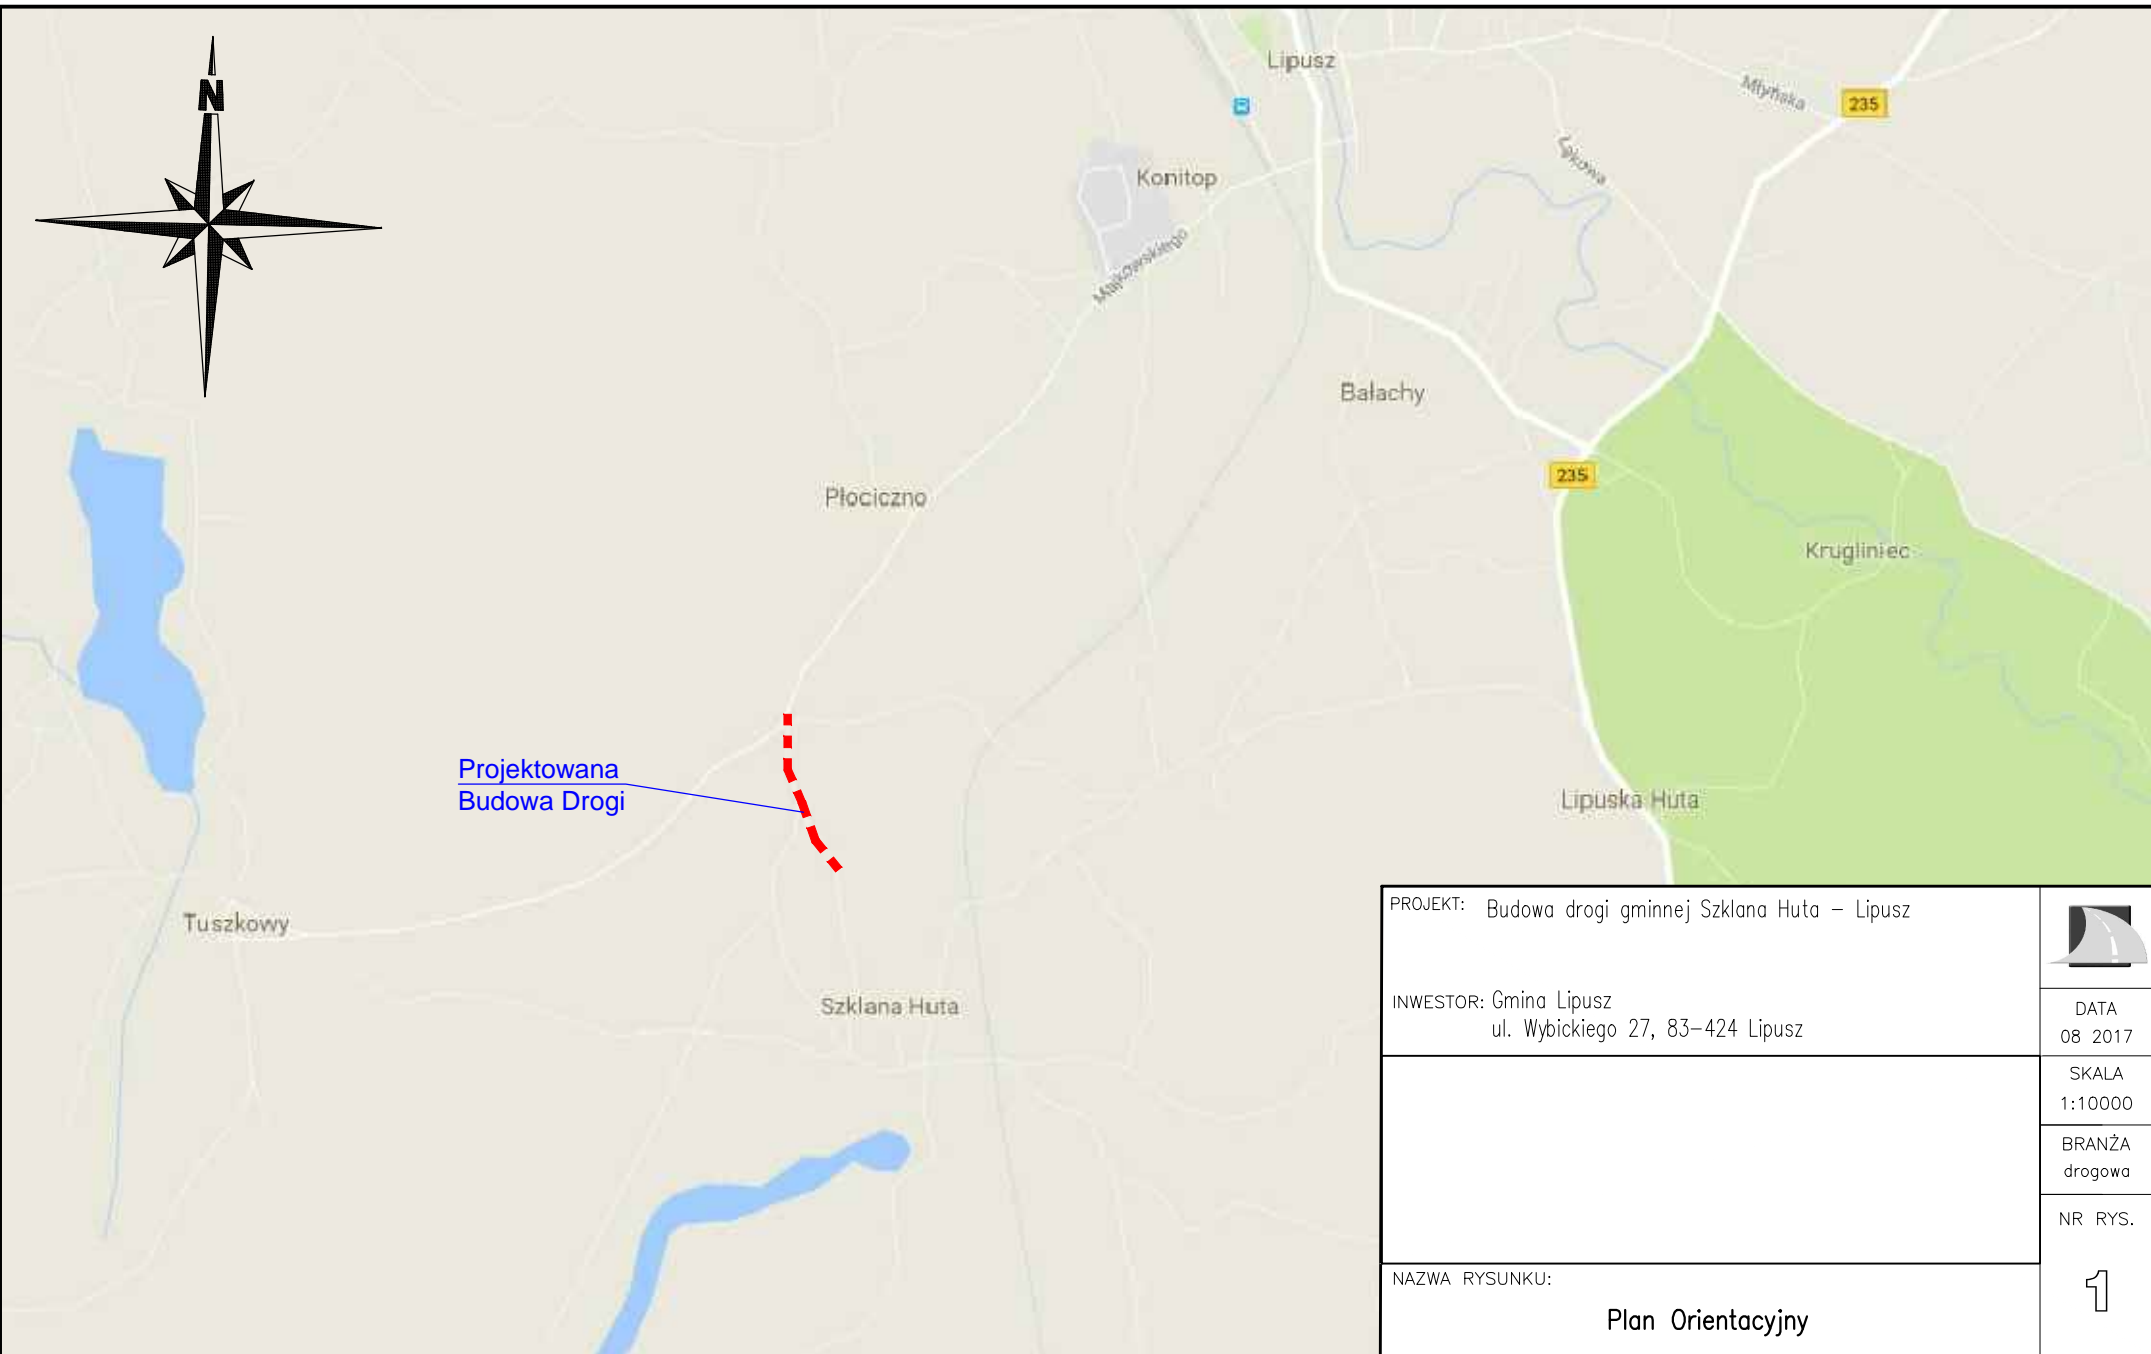 N
Lipusz
Młyńska
235
Konitop
Łąkowa
Majkowskiego
Bałachy
235
Płociczno
Krugliniec
Projektowana
Budowa Drogi
Lipuska Huta
Tuszkowy
Szklana Huta
PROJEKT: Budowa drogi gminnej Szklana Huta – Lipusz
INWESTOR: Gmina Lipusz
ul. Wybickiego 27, 83–424 Lipusz
DATA
08 2017
SKALA
1:10000
BRANŻA
drogowa
NR RYS.
1
NAZWA RYSUNKU:
Plan Orientacyjny